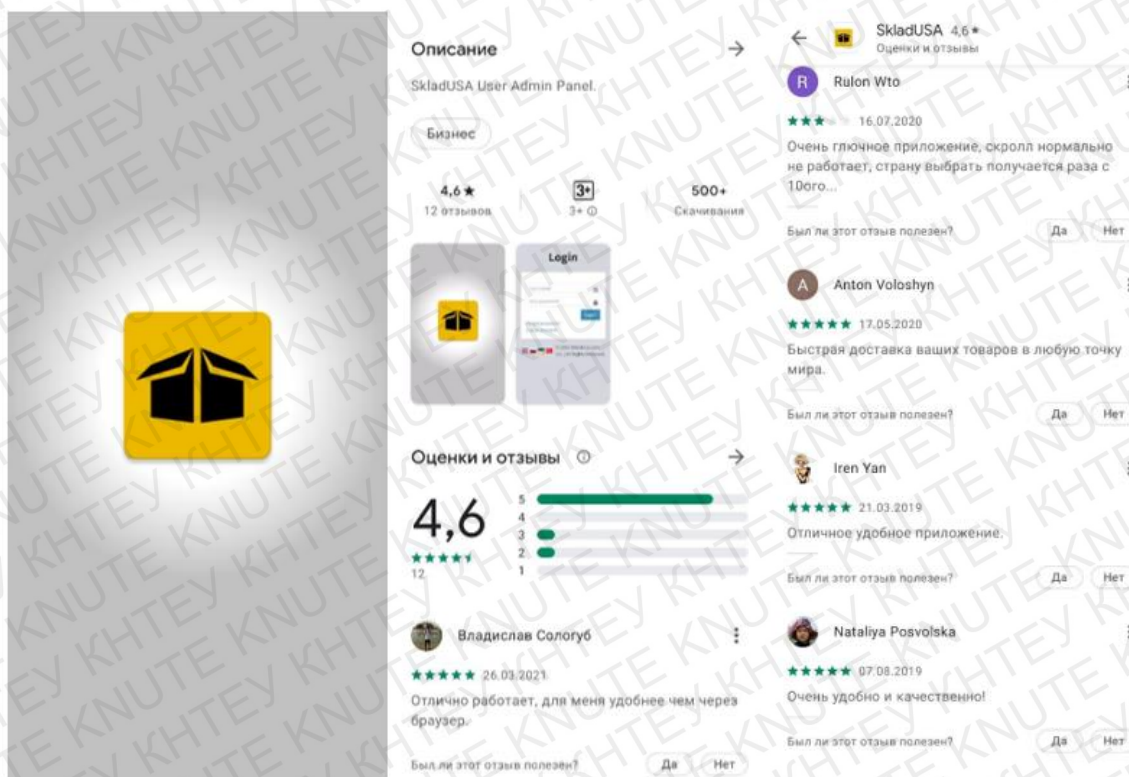 Описание
SkladUSA User Admin Panel.
Бизнес
4,6★
12 отзывов
3+
3+
500+
Скачивания
Login
Оценки и отзывы
4,6
12
5
4
3
2
1
Владислав Сологуб
26.03.2021
Отлично работает, для меня удобнее чем через
браузер.
Был ли этот отзыв полезен?
Да Нет
SkladUSA 4,6★
Оценки и отзывы
R
Rulon Wto
16.07.2020
Очень глючное приложение, скролл нормально
не работает, страну выбрать получается раза с
10ого...
Был ли этот отзыв полезен?
Да Нет
A
Anton Voloshyn
17.05.2020
Быстрая доставка ваших товаров в любую точку
мира.
Был ли этот отзыв полезен?
Да Нет
Iren Yan
21.03.2019
Отличное удобное приложение.
Был ли этот отзыв полезен?
Да Нет
Nataliya Posvolska
07.08.2019
Очень удобно и качественно!
Был ли этот отзыв полезен?
Да Нет